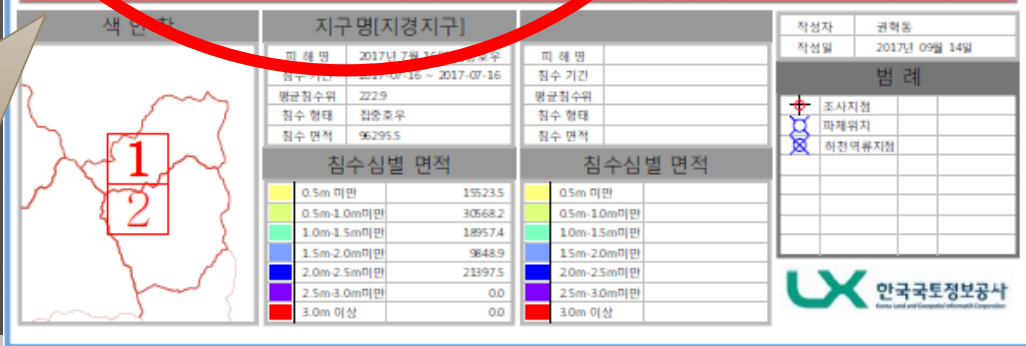 색 인
1
2
지구명[지경지구]
피 해 명 2017년 7월 호우
침수 기간 2017-07-16 ~ 2017-07-16
평균침수위 222.9
침수 형태 집중호우
침수 면적 96295.5
침수심별 면적
0.5m 미만 15523.5
0.5m-1.0m미만 30568.2
1.0m-1.5m미만 18957.4
1.5m-2.0m미만 9848.9
2.0m-2.5m미만 21397.5
2.5m-3.0m미만 0.0
3.0m 이상 0.0
피 해 명
침수 기간
평균침수위
침수 형태
침수 면적
침수심별 면적
0.5m 미만
0.5m-1.0m미만
1.0m-1.5m미만
1.5m-2.0m미만
2.0m-2.5m미만
2.5m-3.0m미만
3.0m 이상
작성자 권혁동
작성일 2017년 09월 14일
범 례
조사지점
파제위치
하천역류지점
LX 한국국토정보공사
Korea Land and Geospatial Informatix Corporation